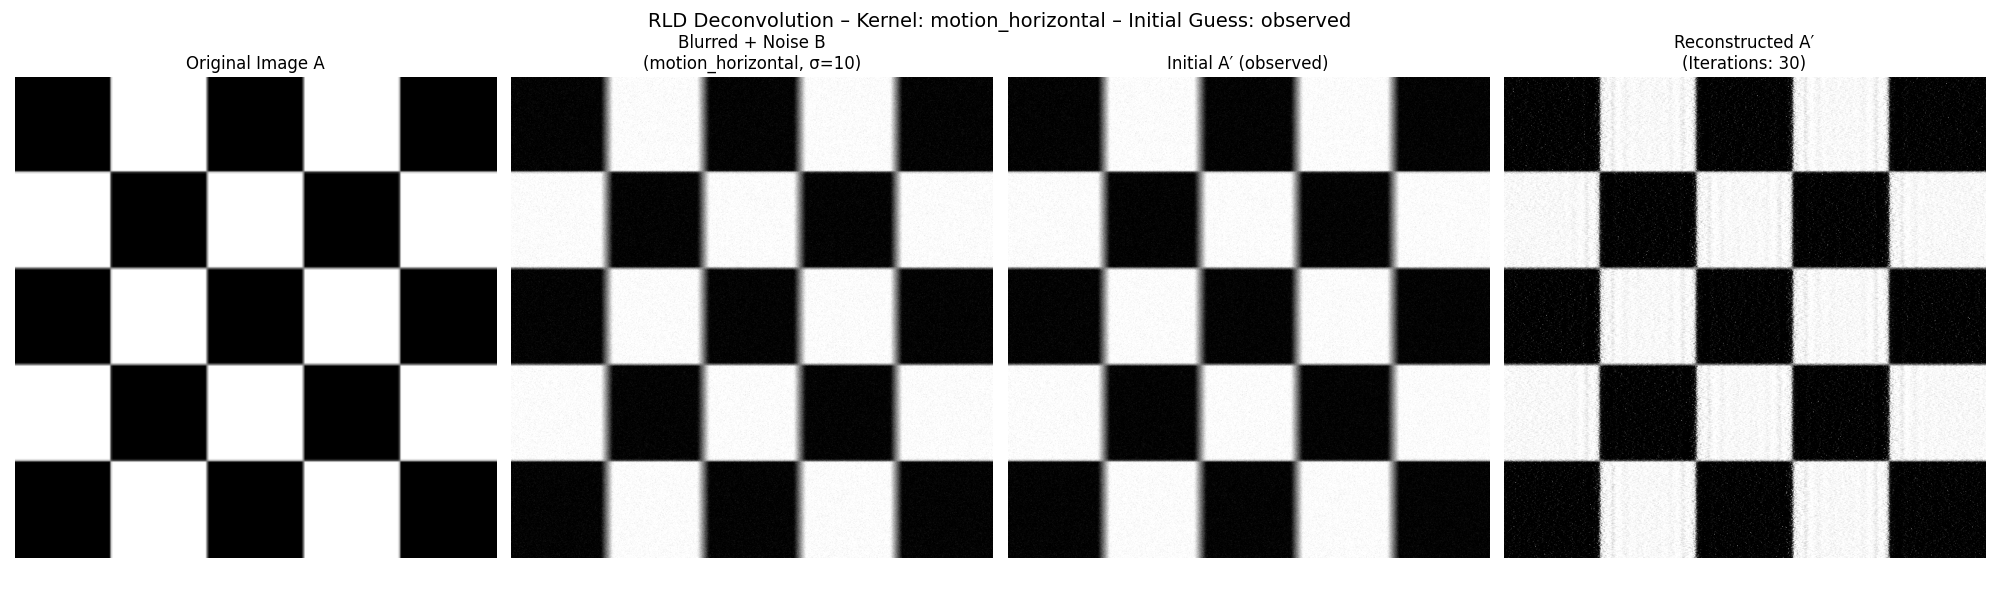 RLD Deconvolution – Kernel: motion_horizontal – Initial Guess: observed
Original Image A
Blurred + Noise B
(motion_horizontal, σ=10)
Initial A′ (observed)
Reconstructed A′
(Iterations: 30)